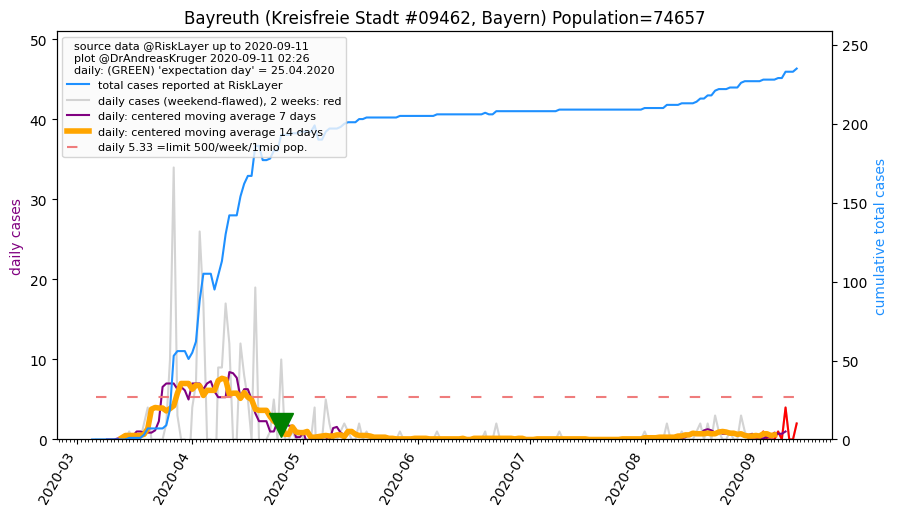 Bayreuth (Kreisfreie Stadt #09462, Bayern) Population=74657
source data @RiskLayer up to 2020-09-11
plot @DrAndreasKruger 2020-09-11 02:26
daily: (GREEN) 'expectation day' = 25.04.2020
total cases reported at RiskLayer
daily cases (weekend-flawed), 2 weeks: red
daily: centered moving average 7 days
daily: centered moving average 14 days
daily 5.33 =limit 500/week/1mio pop.
daily cases
50
40
30
20
10
0
cumulative total cases
250
200
150
100
50
0
2020-03
2020-04
2020-05
2020-06
2020-07
2020-08
2020-09